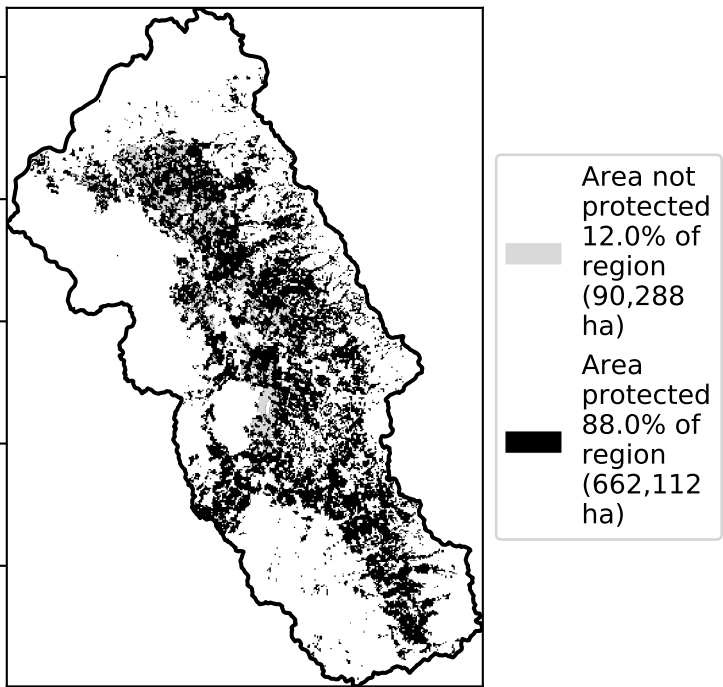 Area not
protected
12.0% of
region
(90,288
ha)
Area
protected
88.0% of
region
(662,112
ha)